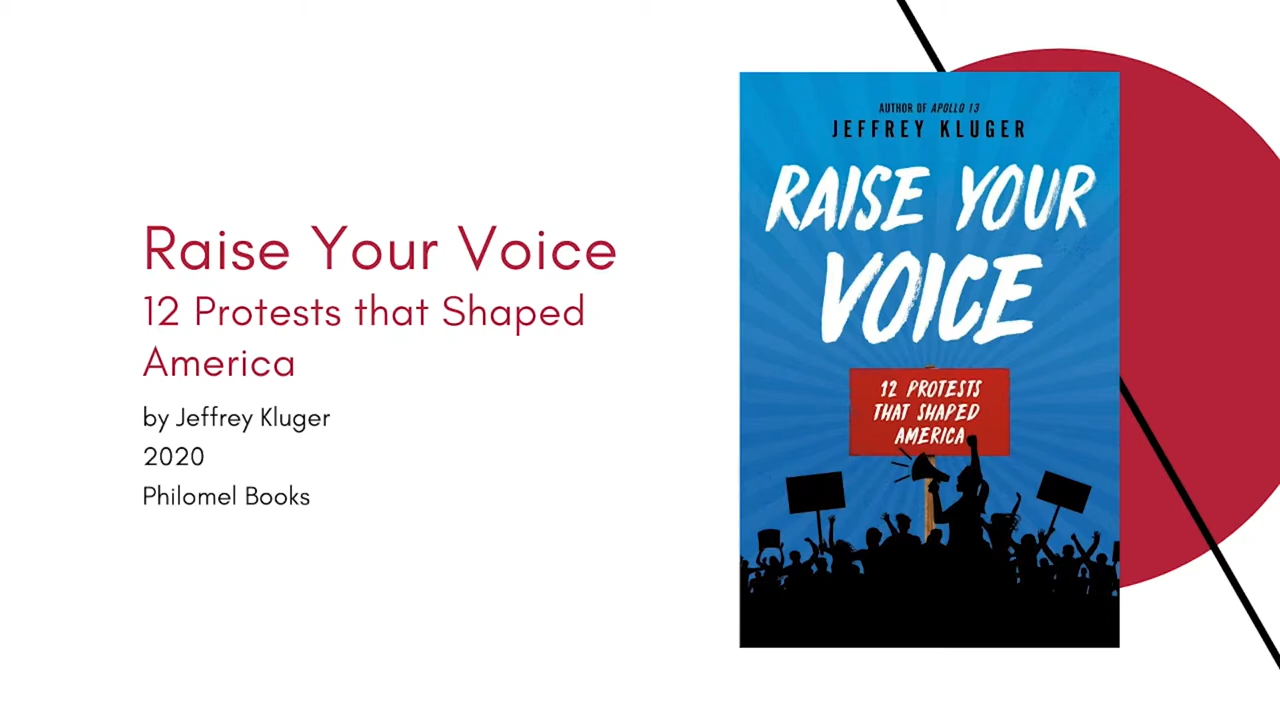 Raise Your Voice
12 Protests that Shaped
America
by Jeffrey Kluger
2020
Philomel Books
AUTHOR OF APOLLO 13
JEFFREY KLUGER
RAISE YOUR
VOICE
12 PROTESTS
THAT SHAPED
AMERICA